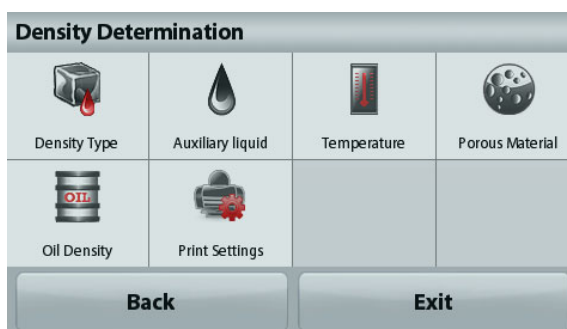 Density Determination
Density Type
Auxiliary liquid
Temperature
Porous Material
OIL
Oil Density
Print Settings
Back
Exit